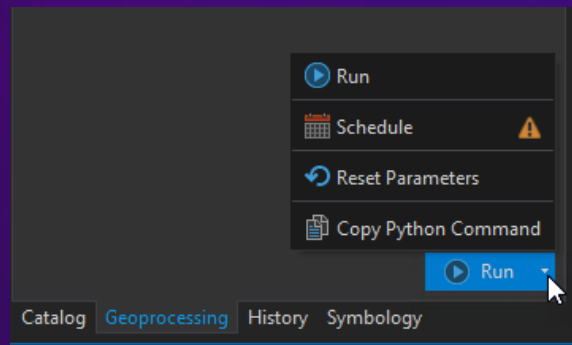 Run
Schedule
Reset Parameters
Copy Python Command
Run
Catalog Geoprocessing History Symbology